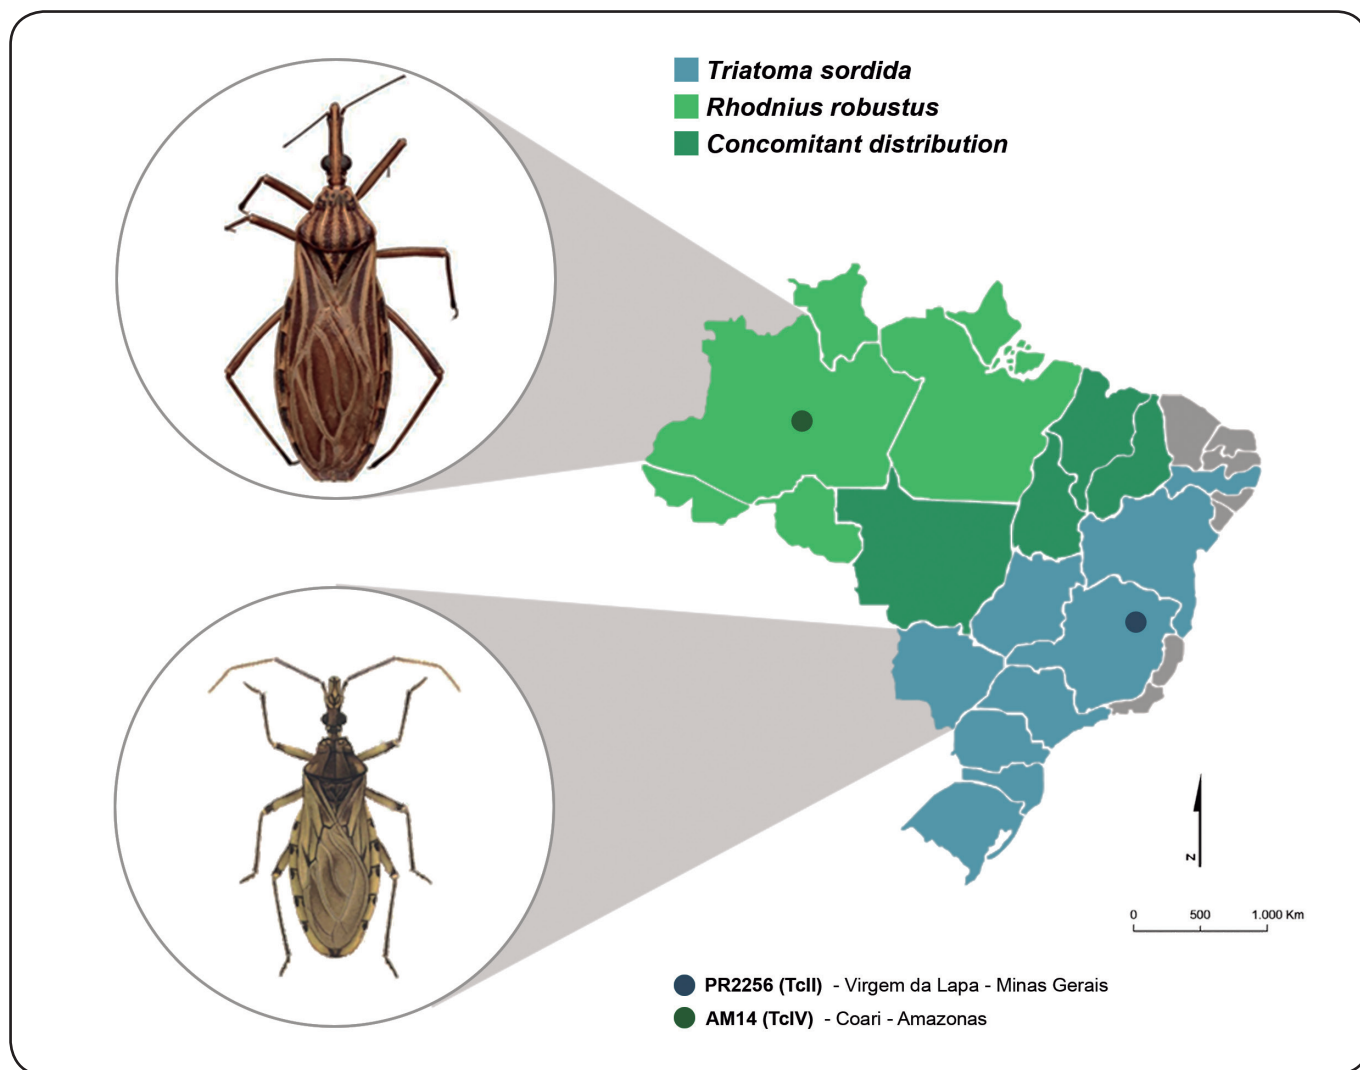 Triatoma sordida
Rhodnius robustus
Concomitant distribution
N
0 500 1.000 Km
PR2256 (TcII) - Virgem da Lapa - Minas Gerais
AM14 (TcIV) - Coari - Amazonas